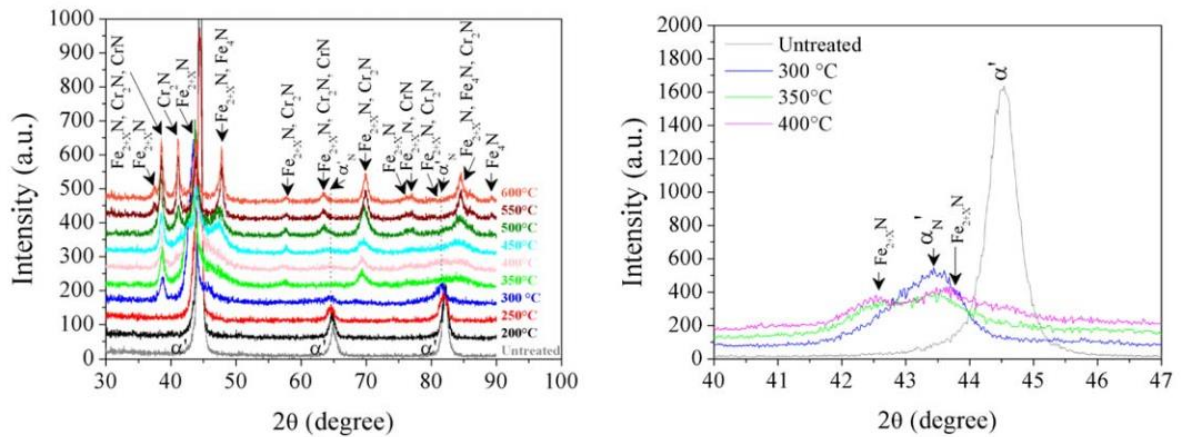 1000
900
800
700
600
500
400
300
200
100
0
30 40 50 60 70 80 90 100
Intensity (a.u.)
2θ (degree)
Fe2+XN, Cr2N, CrN
Fe2+XN
Cr2N
Fe2+XN
Fe2+XN, Fe4N
Fe2+XN, Cr2N
Fe2+XN, Cr2N, CrN
α'N
Fe2+XN, Cr2N
Fe2+XN
Fe2+XN, CrN
Fe2+XN, Cr2N
α'N
Fe2+XN, Fe4N, Cr2N
Fe4N
600°C
550°C
500°C
450°C
400°C
350°C
300 °C
250°C
200°C
Untreated
α' α' α'
2000
1800
1600
1400
1200
1000
800
600
400
200
0
40 41 42 43 44 45 46 47
Intensity (a.u.)
2θ (degree)
Untreated
300 °C
350°C
400°C
Fe2+XN
α'N
Fe2+XN
α'